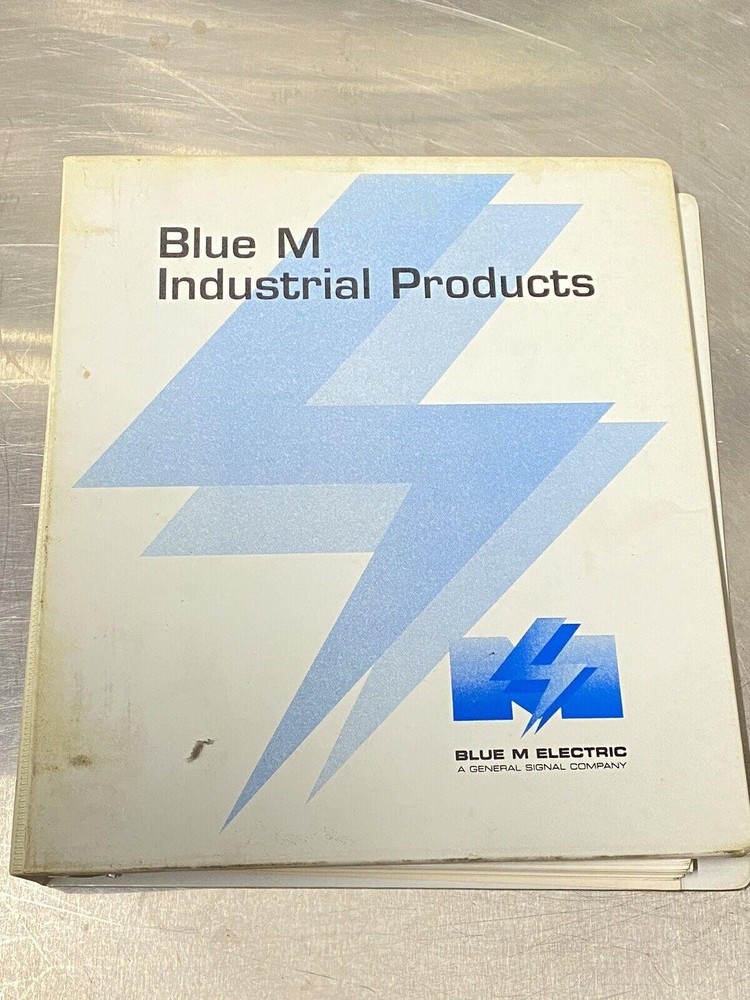 Blue M
Industrial Products
BLUE M ELECTRIC
A GENERAL SIGNAL COMPANY